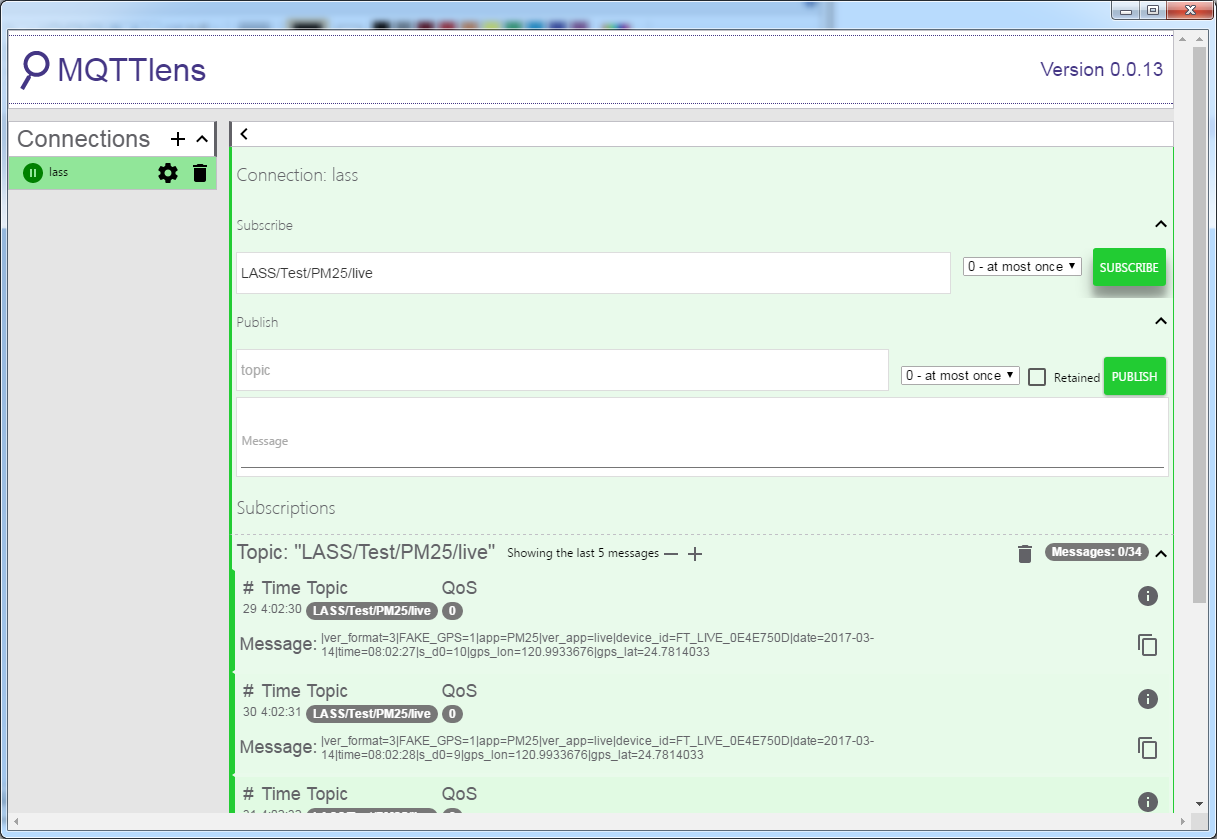 MQTTlens
Version 0.0.13
Connections
lass
Connection: lass
Subscribe
LASS/Test/PM25/live
0 - at most once
SUBSCRIBE
Publish
topic
0 - at most once
Retained
PUBLISH
Message
Subscriptions
Topic: "LASS/Test/PM25/live" Showing the last 5 messages
Messages: 0/34
# Time Topic QoS
29 4:02:30 LASS/Test/PM25/live 0
Message: |ver_format=3|FAKE_GPS=1|app=PM25|ver_app=live|device_id=FT_LIVE_0E4E750D|date=2017-03-
14|time=08:02:27|s_d0=10|gps_lon=120.9933676|gps_lat=24.7814033
# Time Topic QoS
30 4:02:31 LASS/Test/PM25/live 0
Message: |ver_format=3|FAKE_GPS=1|app=PM25|ver_app=live|device_id=FT_LIVE_0E4E750D|date=2017-03-
14|time=08:02:28|s_d0=9|gps_lon=120.9933676|gps_lat=24.7814033
# Time Topic QoS